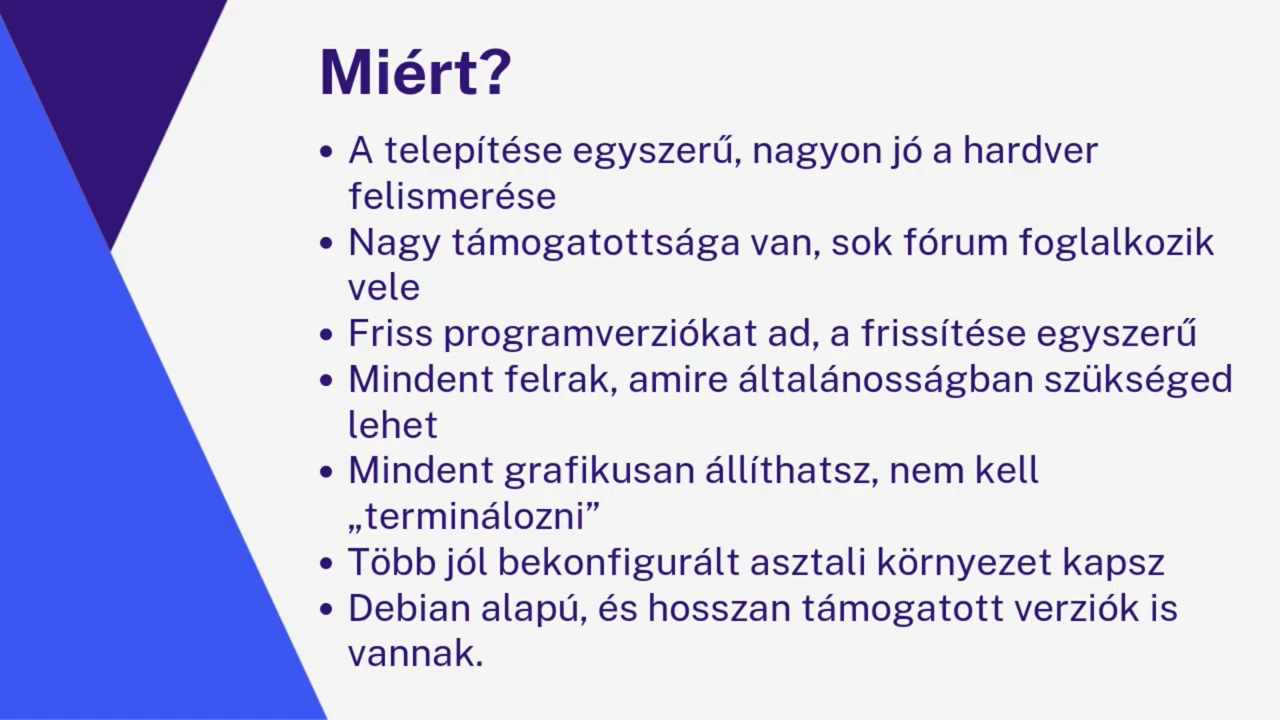 Miért?
• A telepítése egyszerű, nagyon jó a hardver
felismerése
• Nagy támogatottsága van, sok fórum foglalkozik
vele
• Friss programverziókat ad, a frissítése egyszerű
• Mindent felrak, amire általánosságban szükséged
lehet
• Mindent grafikusan állíthatsz, nem kell
„terminálozni”
• Több jól bekonfigurált asztali környezet kapsz
• Debian alapú, és hosszan támogatott verziók is
vannak.